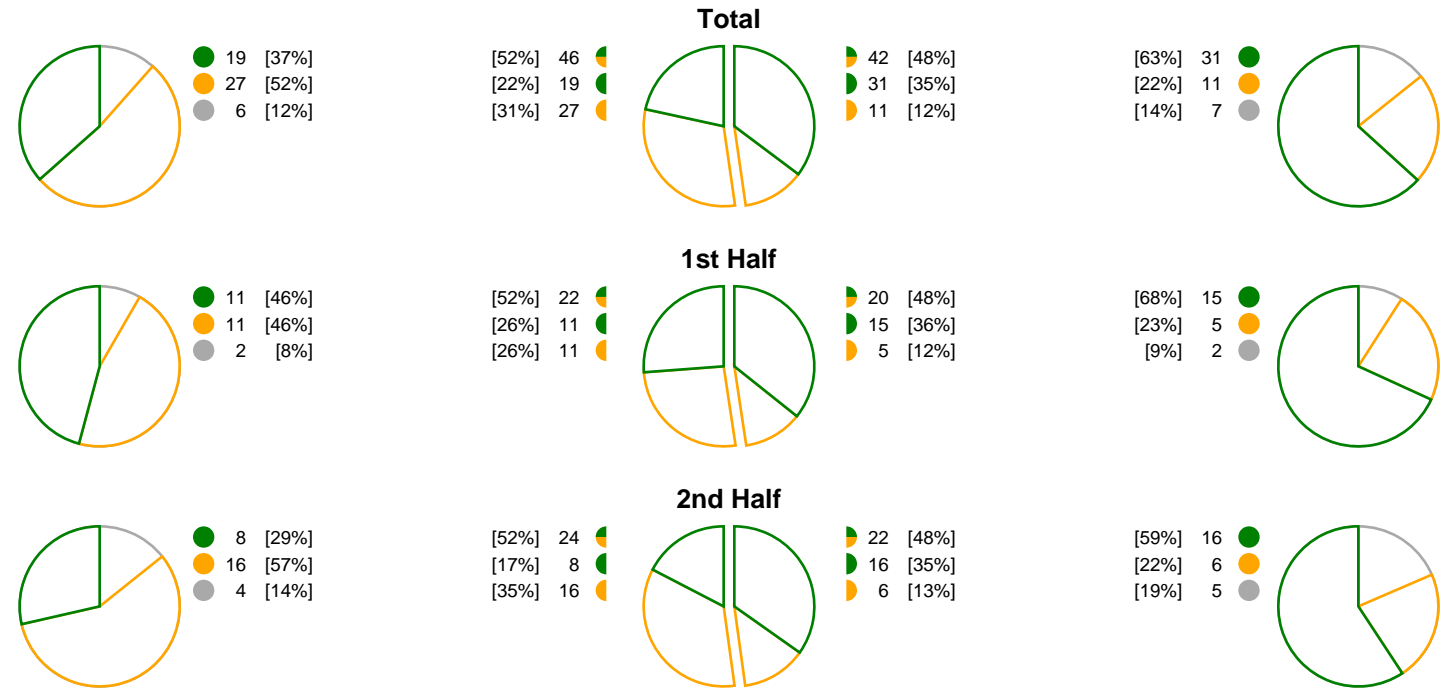 Total
19 [37%] [52%] 46 42 [48%] [63%] 31
27 [52%] [22%] 19 31 [35%] [22%] 11
6 [12%] [31%] 27 11 [12%] [14%] 7
1st Half
11 [46%] [52%] 22 20 [48%] [68%] 15
11 [46%] [26%] 11 15 [36%] [23%] 5
2 [8%] [26%] 11 5 [12%] [9%] 2
2nd Half
8 [29%] [52%] 24 22 [48%] [59%] 16
16 [57%] [17%] 8 16 [35%] [22%] 6
4 [14%] [35%] 16 6 [13%] [19%] 5